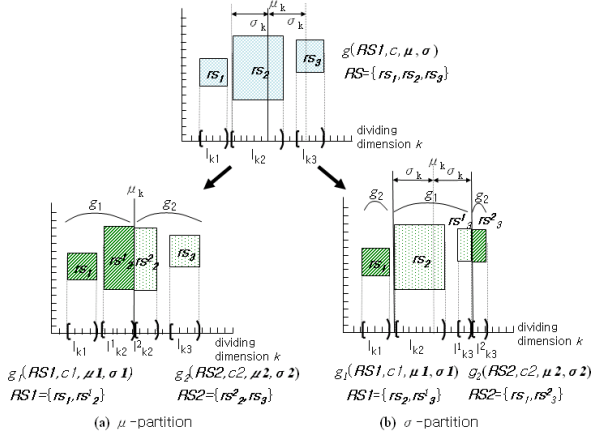 μ k
σ k σ k
g(RS1,c,μ,σ)
RS={rs1,rs2,rs3}
rs1 rs2 rs3
dividing
dimension k
Ik1 Ik2 Ik3
μk
g1 g2
rs1 rs¹2 rs²2 rs3
Ik1 I¹k2 I²k2 Ik3
dividing
dimension k
g1(RS1,c1,μ1,σ1) g2(RS2,c2,μ2,σ2)
RS1={rs1,rs¹2} RS2={rs²2,rs3}
(a) μ-partition
μk
σk σk
g2 g1 g2
rs1 rs2 rs¹3 rs²3
Ik1 Ik2 I¹k3 I²k3
dividing
dimension k
g1(RS1,c1,μ1,σ1) g2(RS2,c2,μ2,σ2)
RS1={rs2,rs¹3} RS2={rs1,rs²3}
(b) σ-partition